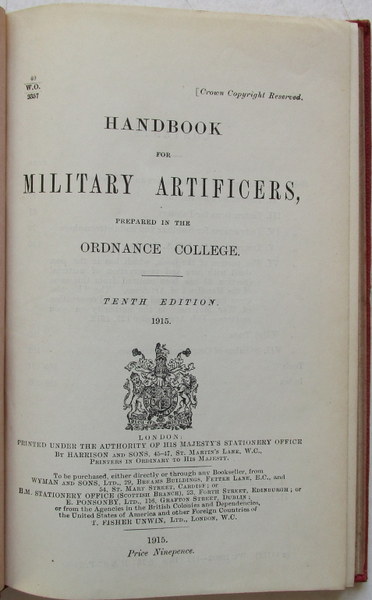 40
W.O.
3557
[Crown Copyright Reserved.
HANDBOOK
FOR
MILITARY ARTIFICERS,
PREPARED IN THE
ORDNANCE COLLEGE.
TENTH EDITION.
1915.
LONDON:
PRINTED UNDER THE AUTHORITY OF HIS MAJESTY'S STATIONERY OFFICE
BY HARRISON AND SONS, 45-47, ST. MARTIN'S LANE, W.C.,
PRINTERS IN ORDINARY TO HIS MAJESTY.
To be purchased, either directly or through any Bookseller, from
WYMAN AND SONS, LTD., 29, BREAMS BUILDINGS, FETTER LANE, E.C., and
54, ST. MARY STREET, CARDIFF; or
H.M. STATIONERY OFFICE (SCOTTISH BRANCH), 23, FORTH STREET, EDINBURGH; or
E. PONSONBY, LTD., 116, GRAFTON STREET, DUBLIN;
or from the Agencies in the British Colonies and Dependencies,
the United States of America and other Foreign Countries of
T. FISHER UNWIN, LTD., LONDON, W.C.
1915.
Price Ninepence.